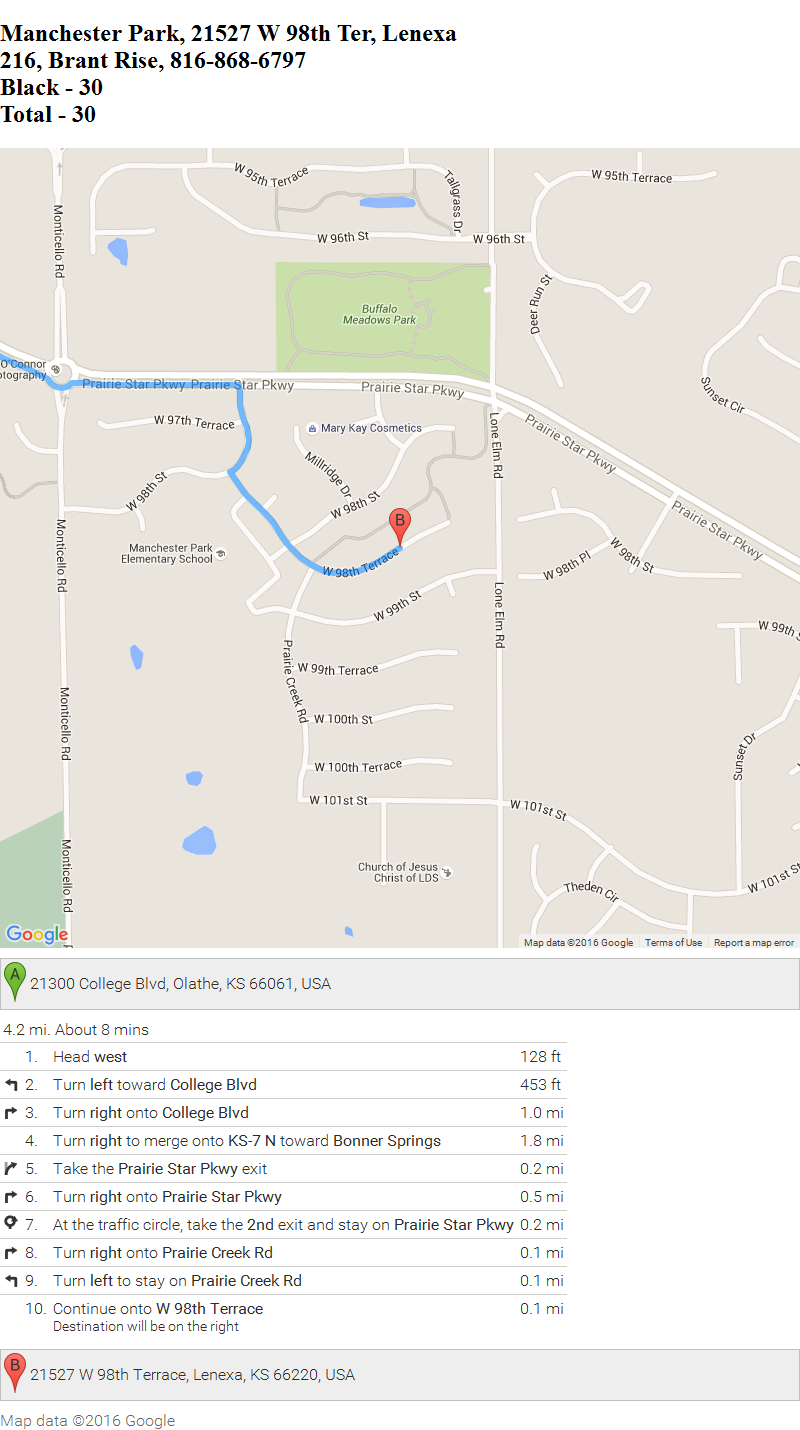 Manchester Park, 21527 W 98th Ter, Lenexa
216, Brant Rise, 816-868-6797
Black - 30
Total - 30
W 95th Terrace
Tallgrass Dr
W 95th Terrace
Monticello Rd
W 96th St
W 96th St
Deer Run St
Buffalo
Meadows Park
O'Connor
otography
Prairie Star Pkwy
Prairie Star Pkwy
Prairie Star Pkwy
Sunset Cir
W 97th Terrace
Mary Kay Cosmetics
Lone Elm Rd
Prairie Star Pkwy
Millridge Dr
W 98th St
W 98th St
Prairie Star Pkwy
B
Monticello Rd
Manchester Park
Elementary School
W 98th Terrace
W 98th Pl
W 98th St
W 99th St
Lone Elm Rd
W 99th S
Prairie Creek Rd
W 99th Terrace
Monticello Rd
W 100th St
Sunset Dr
W 100th Terrace
W 101st St
W 101st St
Monticello Rd
Church of Jesus
Christ of LDS
Theden Cir
W 101st St
Google
Map data ©2016 Google Terms of Use Report a map error
A 21300 College Blvd, Olathe, KS 66061, USA
4.2 mi. About 8 mins
1. Head west 128 ft
2. Turn left toward College Blvd 453 ft
3. Turn right onto College Blvd 1.0 mi
4. Turn right to merge onto KS-7 N toward Bonner Springs 1.8 mi
5. Take the Prairie Star Pkwy exit 0.2 mi
6. Turn right onto Prairie Star Pkwy 0.5 mi
7. At the traffic circle, take the 2nd exit and stay on Prairie Star Pkwy 0.2 mi
8. Turn right onto Prairie Creek Rd 0.1 mi
9. Turn left to stay on Prairie Creek Rd 0.1 mi
10. Continue onto W 98th Terrace 0.1 mi
Destination will be on the right
B 21527 W 98th Terrace, Lenexa, KS 66220, USA
Map data ©2016 Google